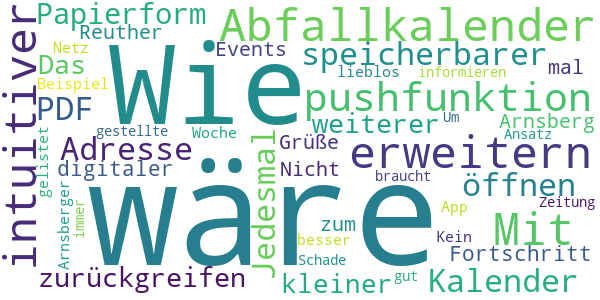 Papierform
Abfallkalender
Reuther
Netz
Events
speicherbarer
Das
lieblos
informieren
mal
Beispiel
Wie
pushfunktion
intuitiver
PDF
gestellte
Woche
weiterer
Um
Arnsberg
Ansatz
Adresse
Jedesmal
Grüße
erweitern
gelistet
digitaler
Nicht
braucht
öffnen
Arnsberger
immer
wäre
zum
App
Zeitung
Mit
besser
Kein
Fortschritt
Schade
zurückgreifen
kleiner
gut
Kalender